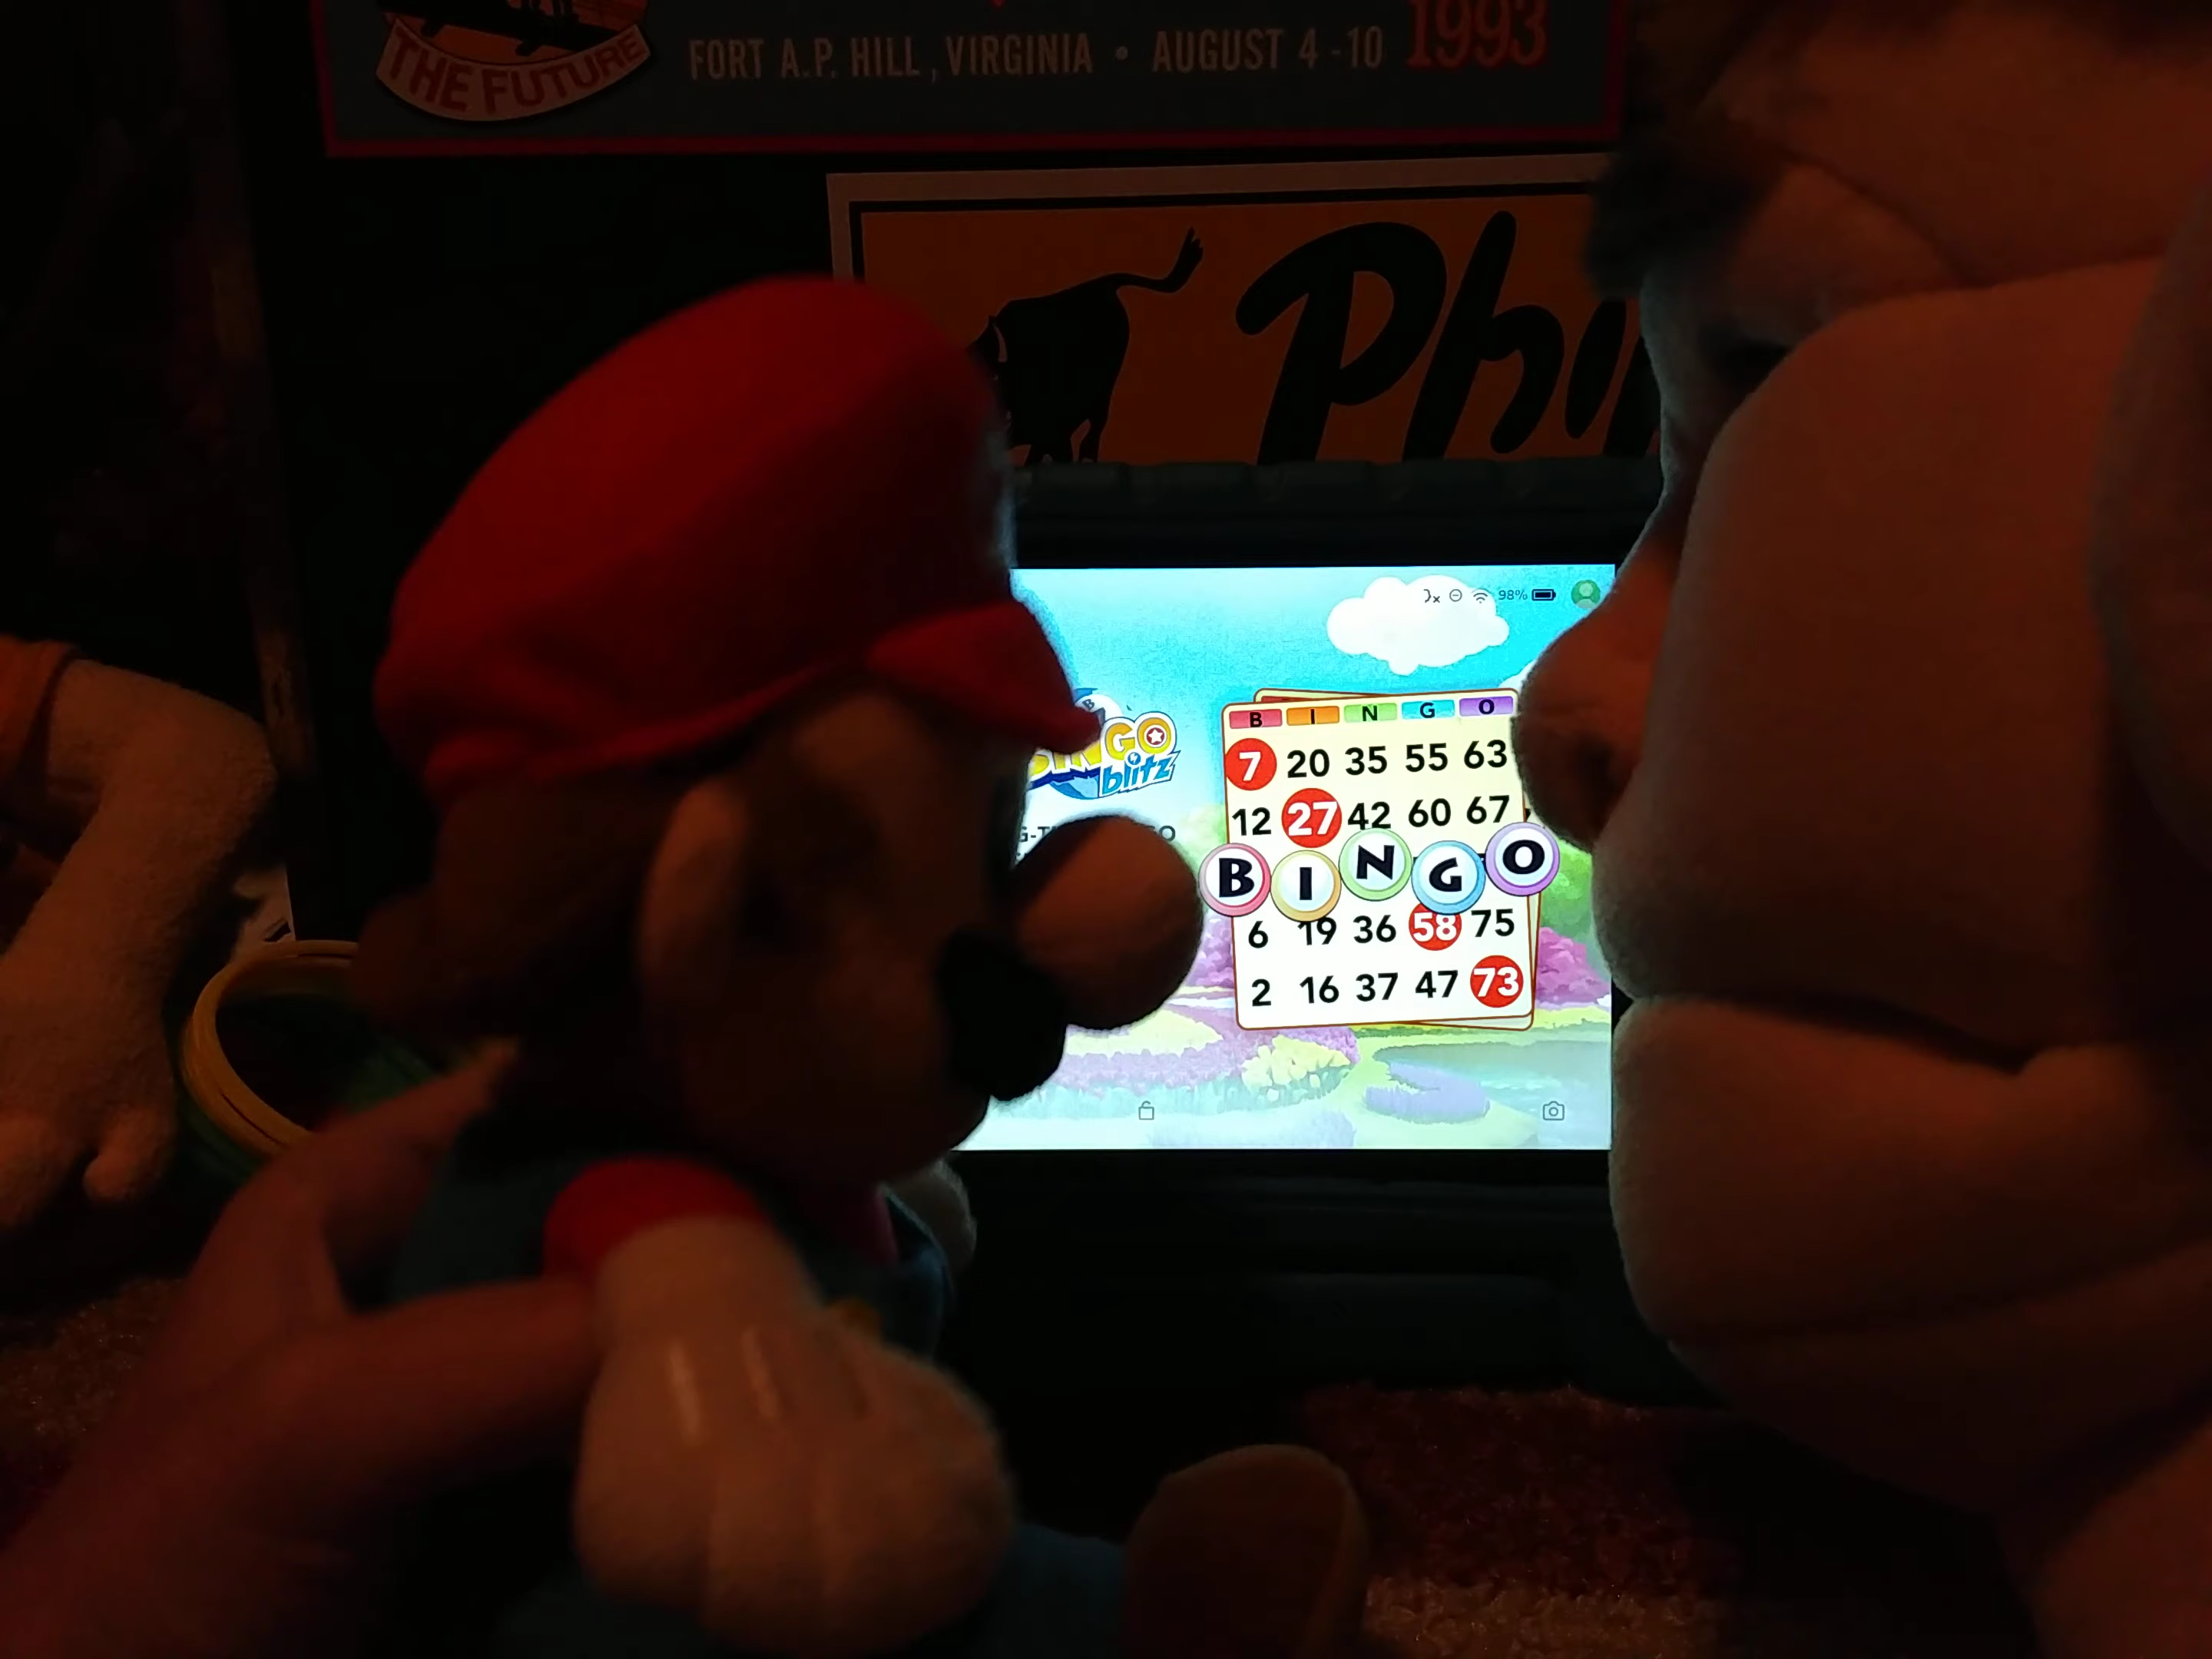 THE FUTURE
FORT A.P. HILL, VIRGINIA • AUGUST 4-10 1993
98%
BINGO
blitz
B I N G O
7 20 35 55 63
12 27 42 60 67
B I N G O
6 19 36 58 75
2 16 37 47 73